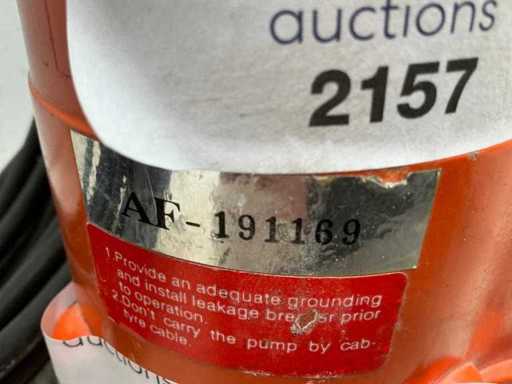 auctions
2157
AF-191169
1.Provide an adequate grounding
and install leakage breaker prior
to operation.
2.Don't carry the pump by cab-
tyre cable.
auctions